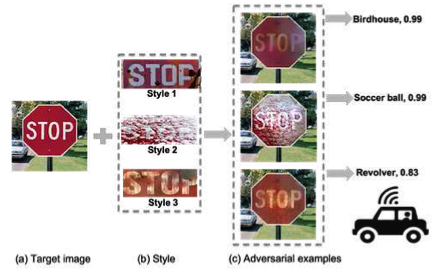 Birdhouse, 0.99
STOP
STOP
Style 1
Soccer ball, 0.99
STOP
STOP
Style 2
Revolver, 0.83
STOP
STOP
Style 3
(a) Target image
(b) Style
(c) Adversarial examples